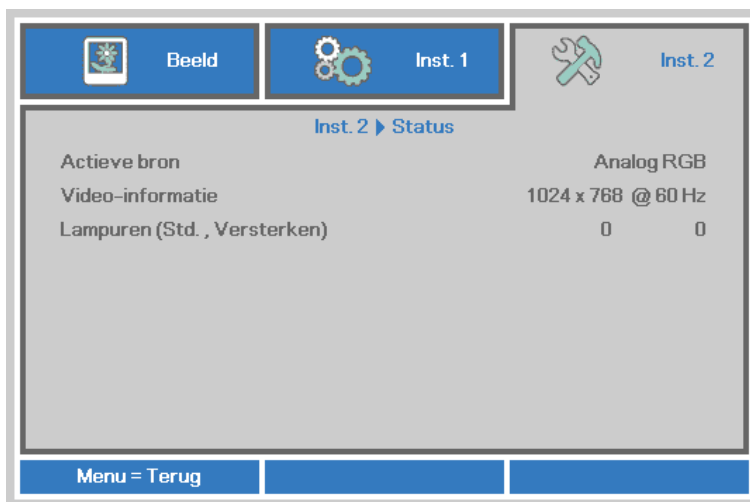 Beeld
Inst. 1
Inst. 2
Inst. 2 ▶ Status
Actieve bron Analog RGB
Video-informatie 1024 x 768 @ 60 Hz
Lampuren (Std. , Versterken) 0 0
Menu = Terug